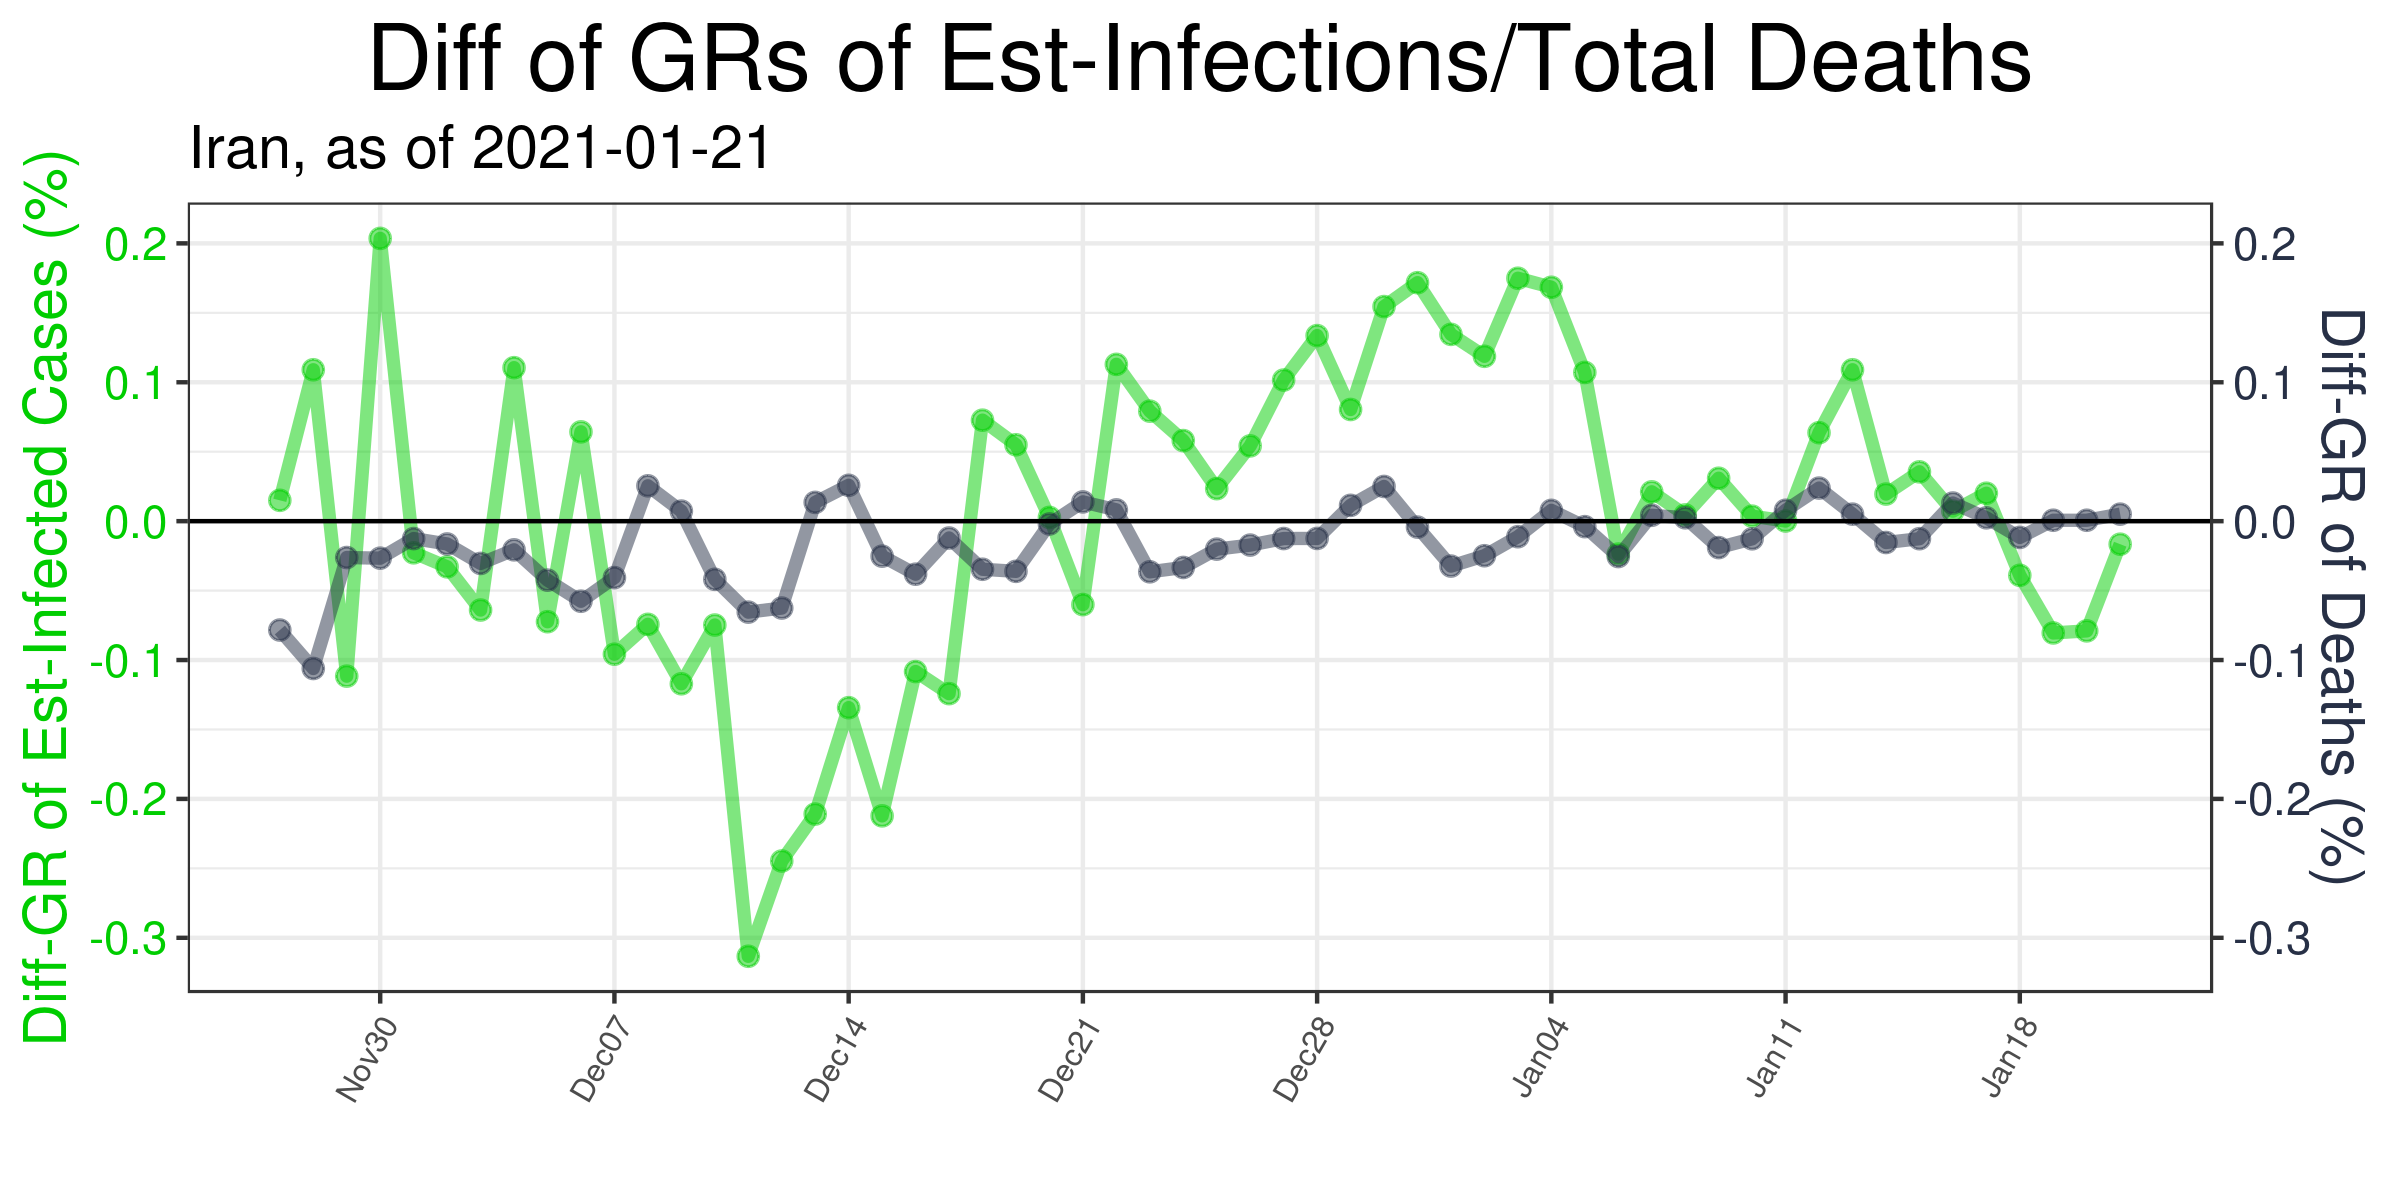 Diff of GRs of Est-Infections/Total Deaths
Iran, as of 2021-01-21
Diff-GR of Est-Infected Cases (%)
0.2
0.1
0.0
-0.1
-0.2
-0.3
0.2
0.1
0.0
-0.1
-0.2
-0.3
Diff-GR of Deaths (%)
Nov30
Dec07
Dec14
Dec21
Dec28
Jan04
Jan11
Jan18